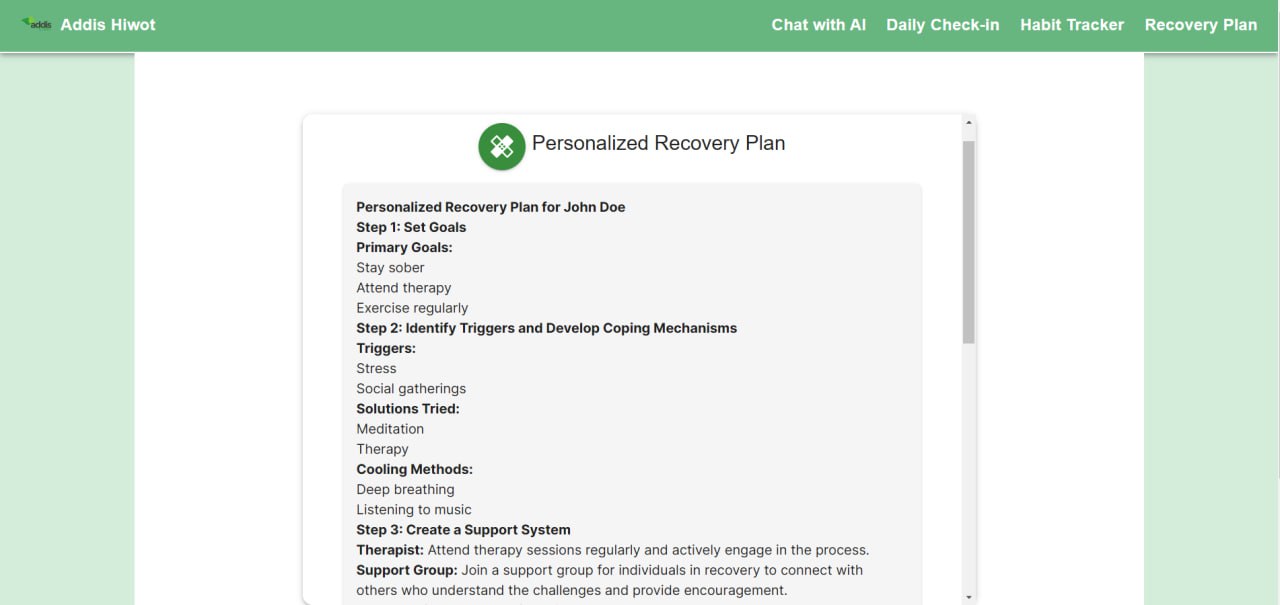 addis
Addis Hiwot
Chat with AI
Daily Check-in
Habit Tracker
Recovery Plan
Personalized Recovery Plan
Personalized Recovery Plan for John Doe
Step 1: Set Goals
Primary Goals:
Stay sober
Attend therapy
Exercise regularly
Step 2: Identify Triggers and Develop Coping Mechanisms
Triggers:
Stress
Social gatherings
Solutions Tried:
Meditation
Therapy
Cooling Methods:
Deep breathing
Listening to music
Step 3: Create a Support System
Therapist: Attend therapy sessions regularly and actively engage in the process.
Support Group: Join a support group for individuals in recovery to connect with
others who understand the challenges and provide encouragement.